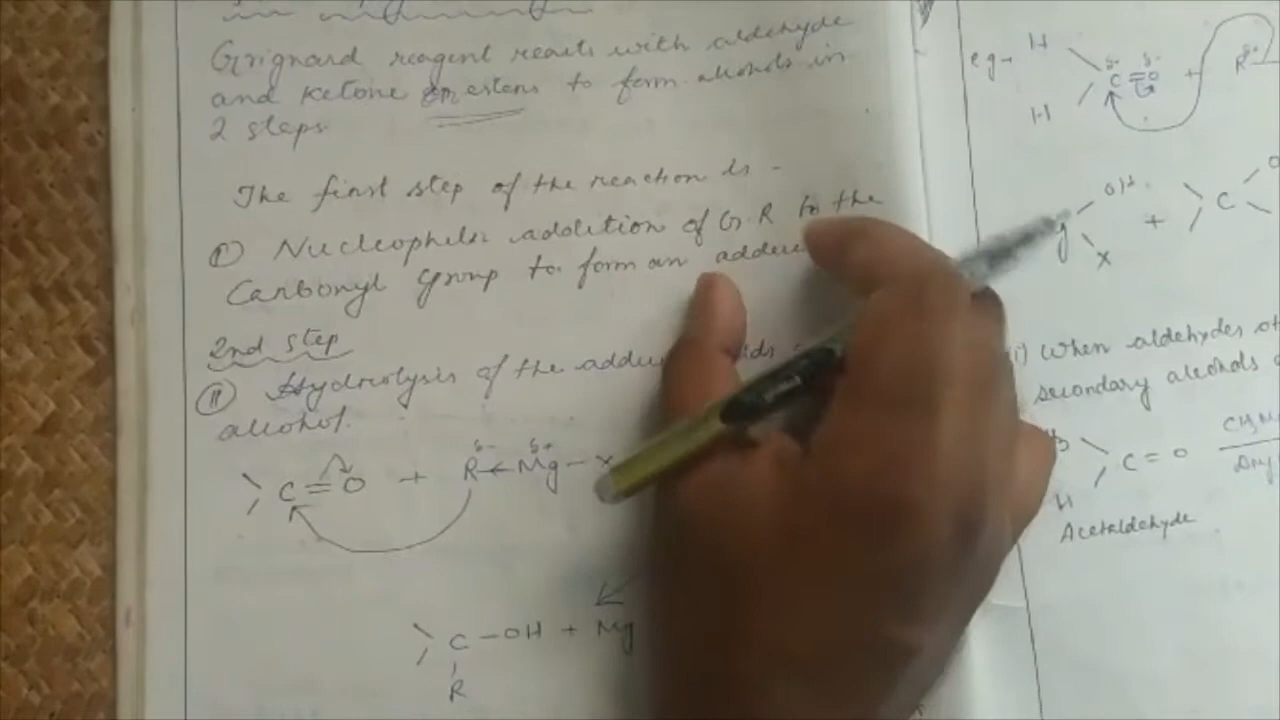 Grignard reagent reacts with aldehyde
and ketone or esters to form alcohols in
2 steps
The first step of the reaction is -
I Nucleophilic addition of G.R to the
Carbonyl group to form an adduct
2nd step
II Hydrolysis of the
alcohol.
C = O + R ← Mg - X
δ- δ+
C - OH + Mg
R
e.g→ H
H
δ+ δ-
C = O +
δ-
R
OH
+ C
X
i) When aldehydes
secondary alcohols
C = O
H
Dry
Acetaldehyde